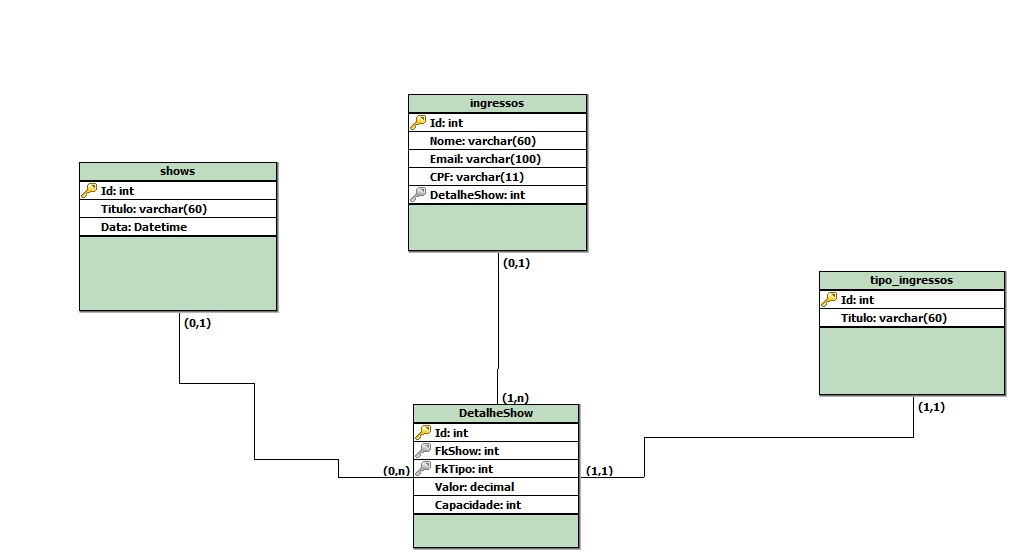 ingressos
Id: int
Nome: varchar(60)
Email: varchar(100)
CPF: varchar(11)
DetalheShow: int
(0,1)
shows
Id: int
Titulo: varchar(60)
Data: Datetime
(0,1)
tipo_ingressos
Id: int
Titulo: varchar(60)
(1,1)
(1,n)
DetalheShow
Id: int
FkShow: int
FkTipo: int
Valor: decimal
Capacidade: int
(0,n)
(1,1)